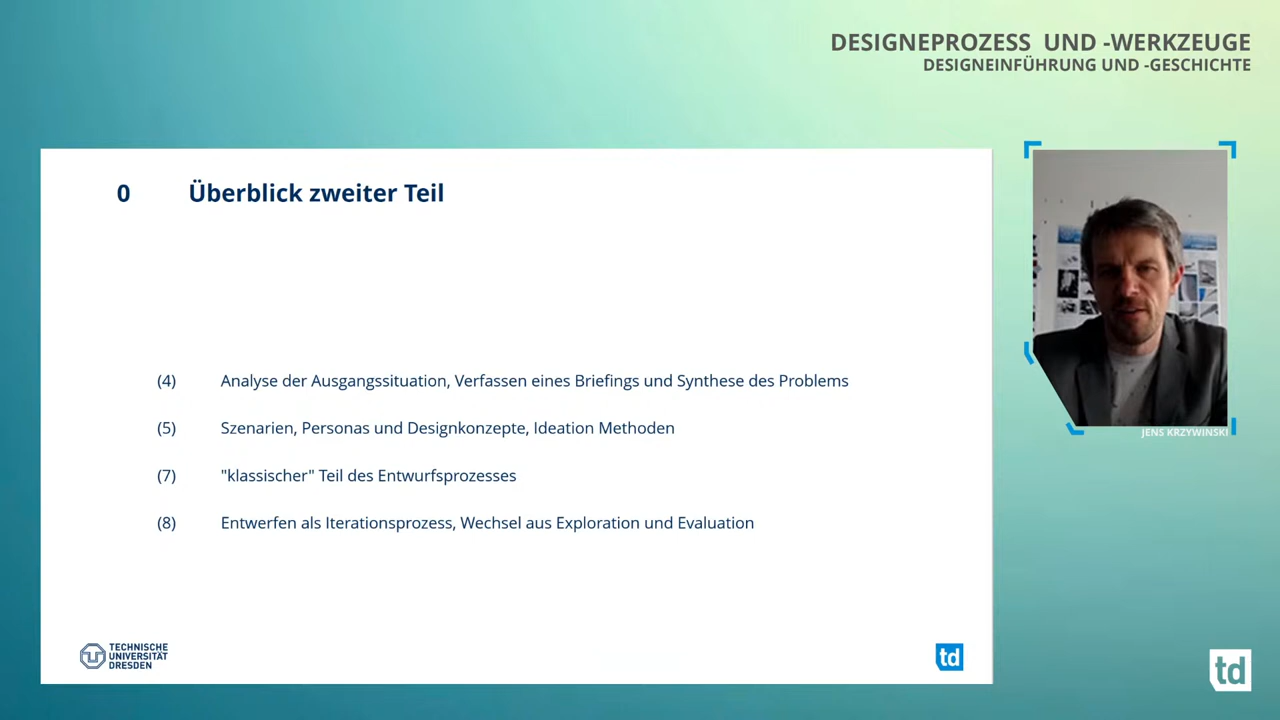 DESIGNEPROZESS UND -WERKZEUGE
DESIGNEINFÜHRUNG UND -GESCHICHTE
0 Überblick zweiter Teil
(4) Analyse der Ausgangssituation, Verfassen eines Briefings und Synthese des Problems
(5) Szenarien, Personas und Designkonzepte, Ideation Methoden
(7) "klassischer" Teil des Entwurfsprozesses
(8) Entwerfen als Iterationsprozess, Wechsel aus Exploration und Evaluation
JENS KRZYWINSKI
TECHNISCHE
UNIVERSITÄT
DRESDEN
td
td